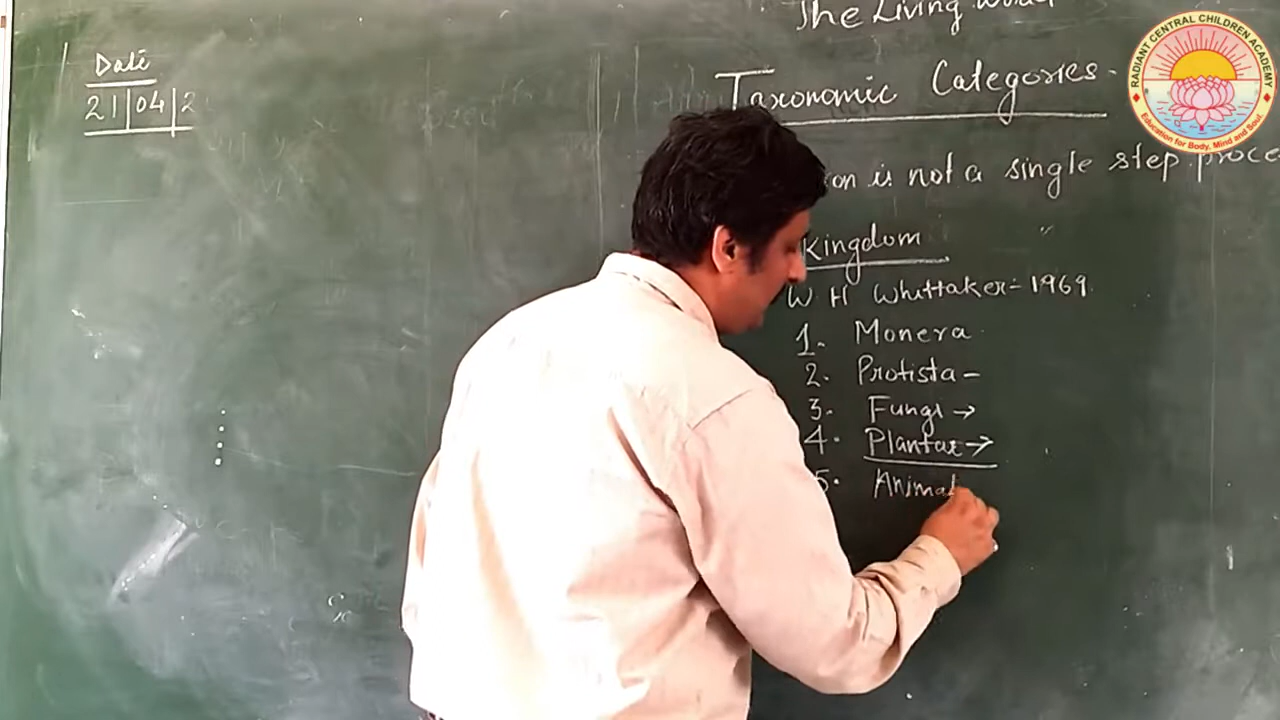 The Living World
Date
21|04|2
Taxonomic Categories.
on is not a single step proce
Kingdom
W H Whittaker - 1969.
1. Monera
2. Protista -
3. Fungi →
4. Plantae →
5. Animal
RADIANT CENTRAL CHILDREN ACADEMY
Education for Body, Mind and Soul.